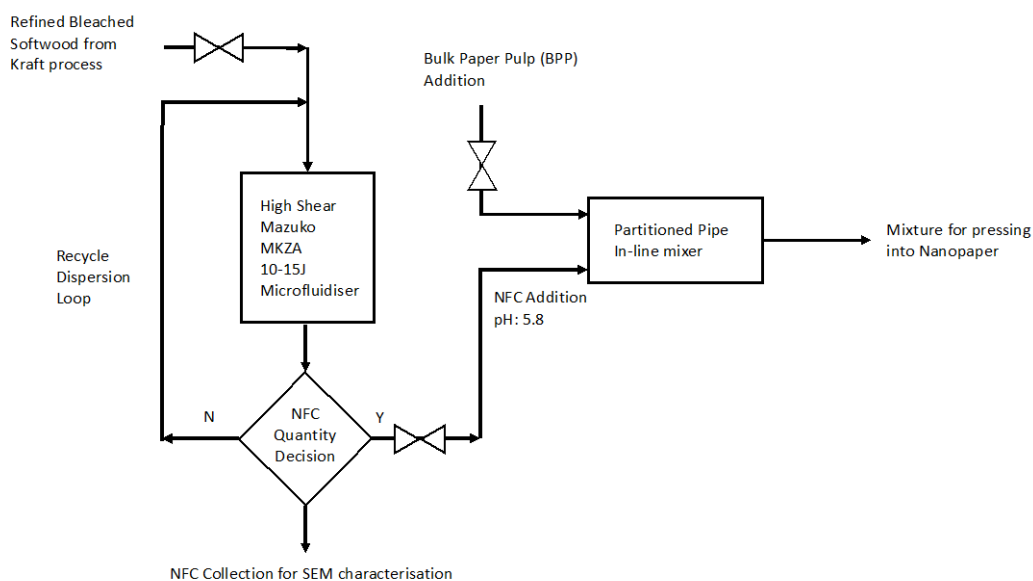 Refined Bleached
Softwood from
Kraft process
Bulk Paper Pulp (BPP)
Addition
High Shear
Mazuko
MKZA
10-15J
Microfluidiser
Partitioned Pipe
In-line mixer
Mixture for pressing
into Nanopaper
Recycle
Dispersion
Loop
NFC Addition
pH: 5.8
N
NFC
Quantity
Decision
Y
NFC Collection for SEM characterisation